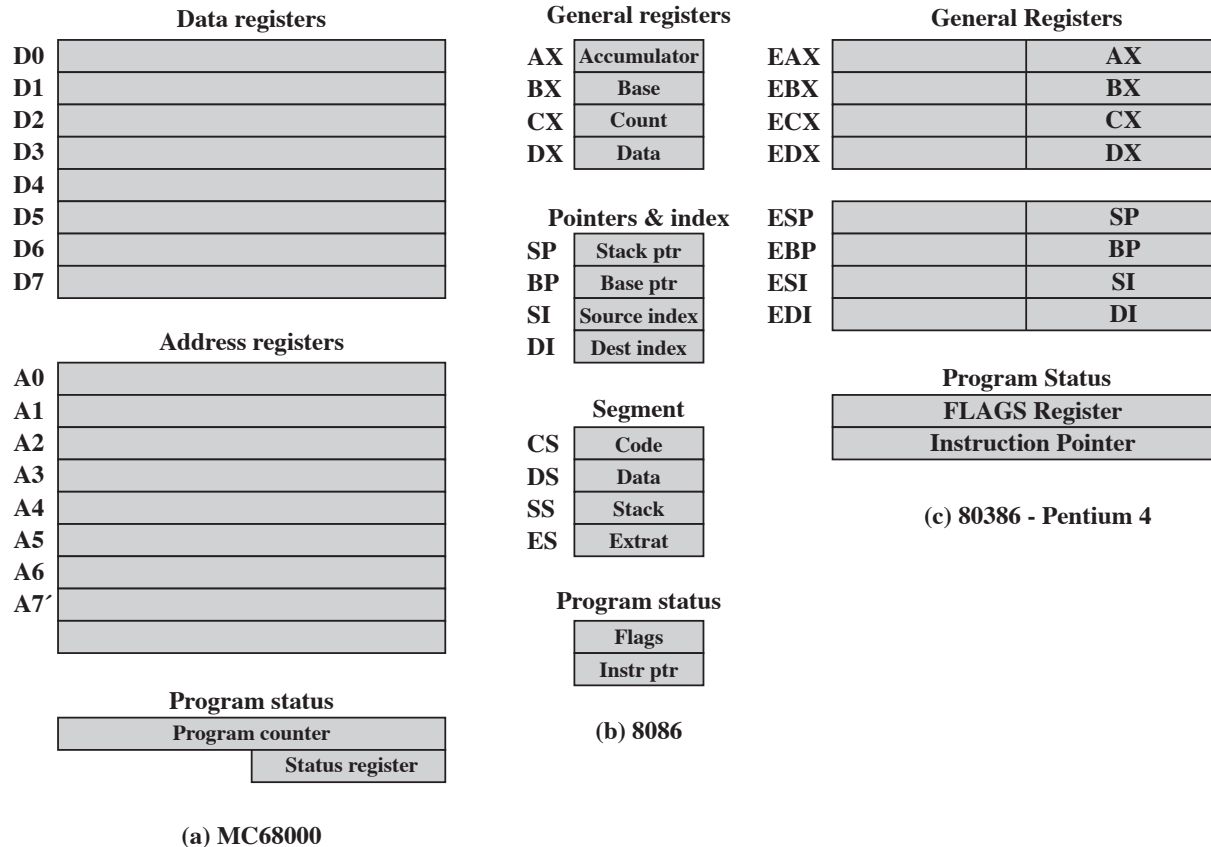 Data registers
D0
D1
D2
D3
D4
D5
D6
D7
Address registers
A0
A1
A2
A3
A4
A5
A6
A7´
Program status
Program counter
Status register
(a) MC68000
General registers
AX Accumulator
BX Base
CX Count
DX Data
Pointers & index
SP Stack ptr
BP Base ptr
SI Source index
DI Dest index
Segment
CS Code
DS Data
SS Stack
ES Extrat
Program status
Flags
Instr ptr
(b) 8086
General Registers
EAX AX
EBX BX
ECX CX
EDX DX
ESP SP
EBP BP
ESI SI
EDI DI
Program Status
FLAGS Register
Instruction Pointer
(c) 80386 - Pentium 4